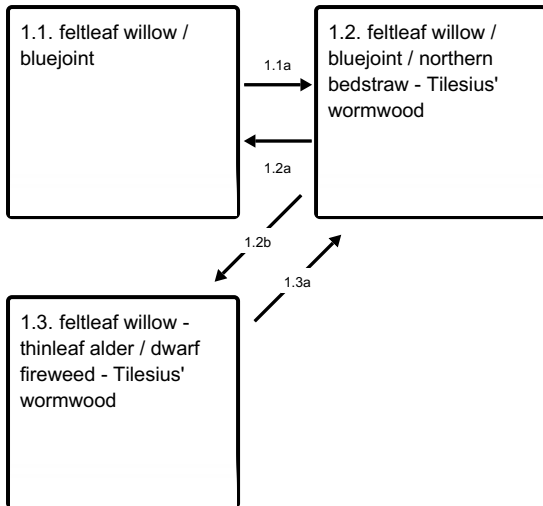 1.1. feltleaf willow /
bluejoint
1.2. feltleaf willow /
bluejoint / northern
bedstraw - Tilesius'
wormwood
1.1a
1.2a
1.2b
1.3a
1.3. feltleaf willow -
thinleaf alder / dwarf
fireweed - Tilesius'
wormwood